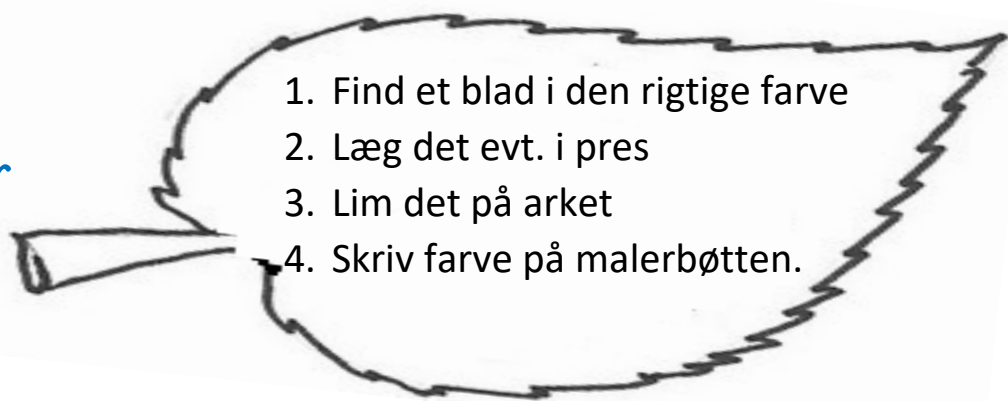 1. Find et blad i den rigtige farve
2. Læg det evt. i pres
3. Lim det på arket
4. Skriv farve på malerbøtten.